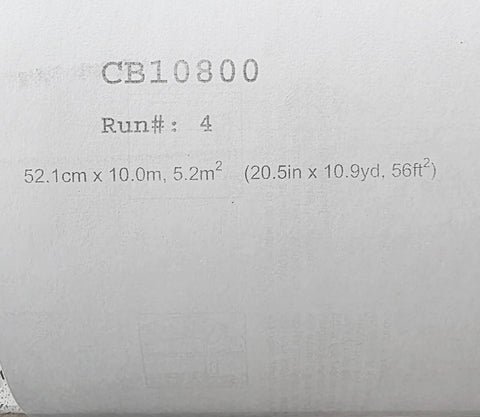 CB10800
Run#: 4
52.1cm x 10.0m, 5.2m² (20.5in x 10.9yd, 56ft²)